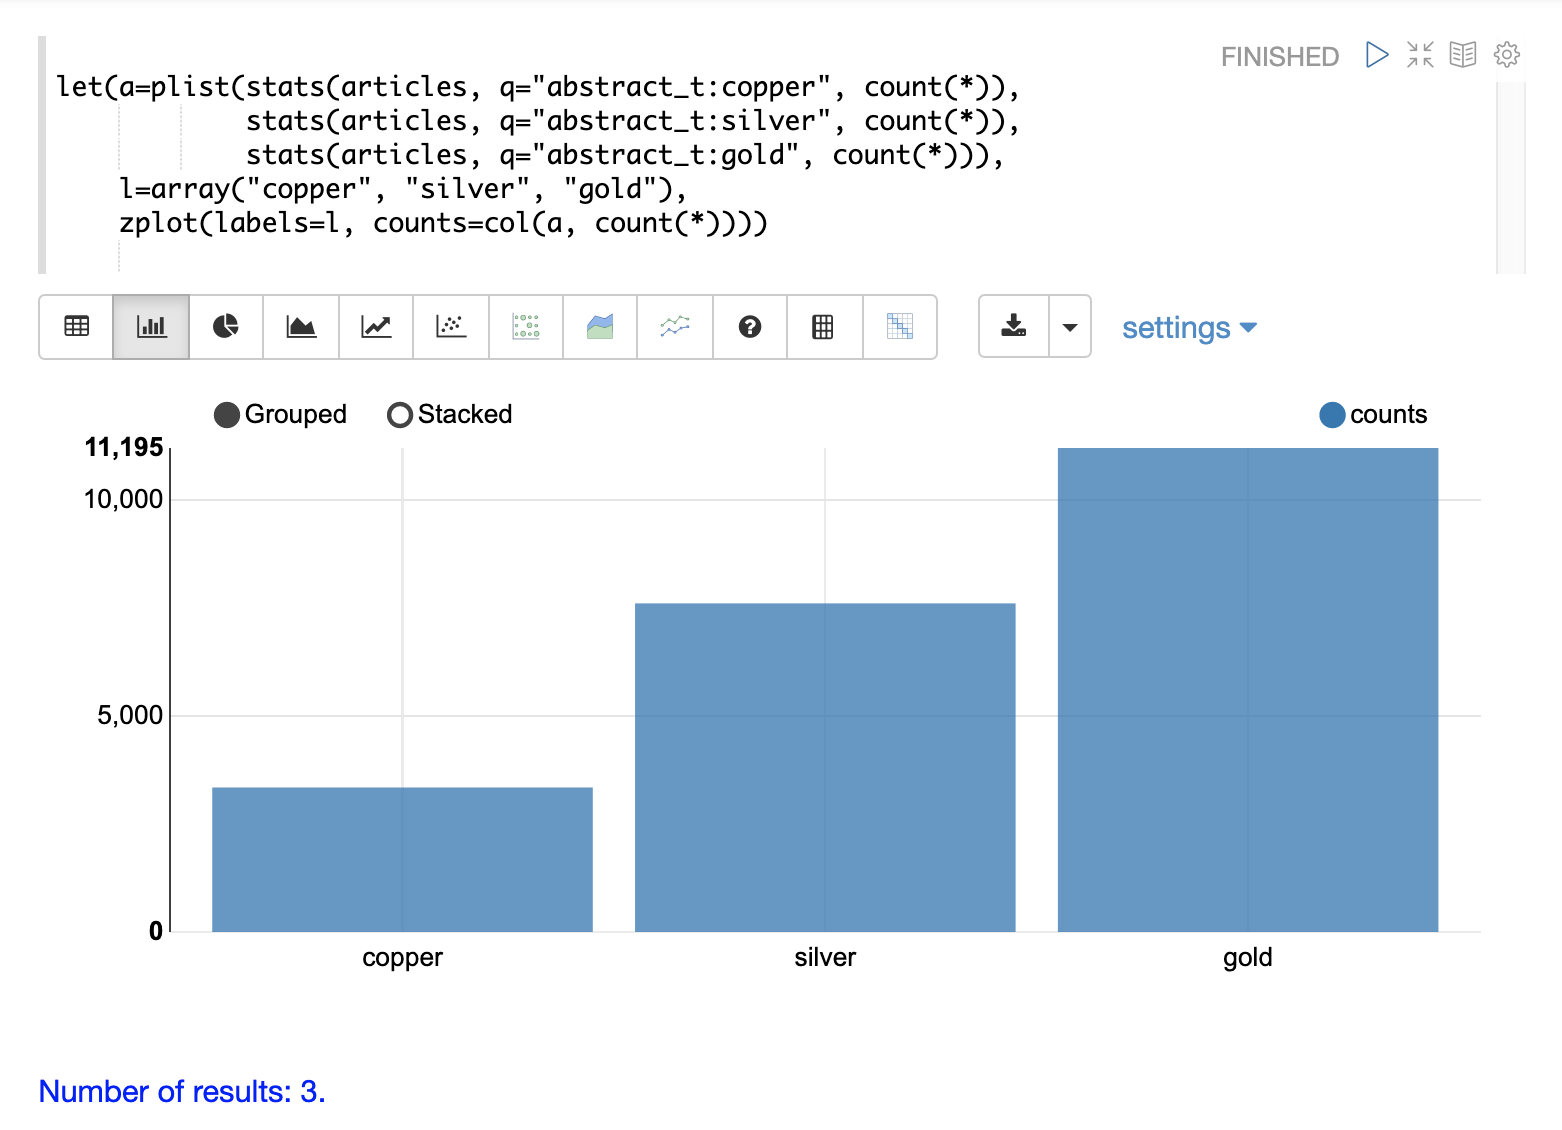 FINISHED
let(a=plist(stats(articles, q="abstract_t:copper", count(*)),
            stats(articles, q="abstract_t:silver", count(*)),
            stats(articles, q="abstract_t:gold", count(*))),
    l=array("copper", "silver", "gold"),
    zplot(labels=l, counts=col(a, count(*))))
settings
Grouped Stacked counts
11,195
10,000
5,000
0
copper silver gold
Number of results: 3.